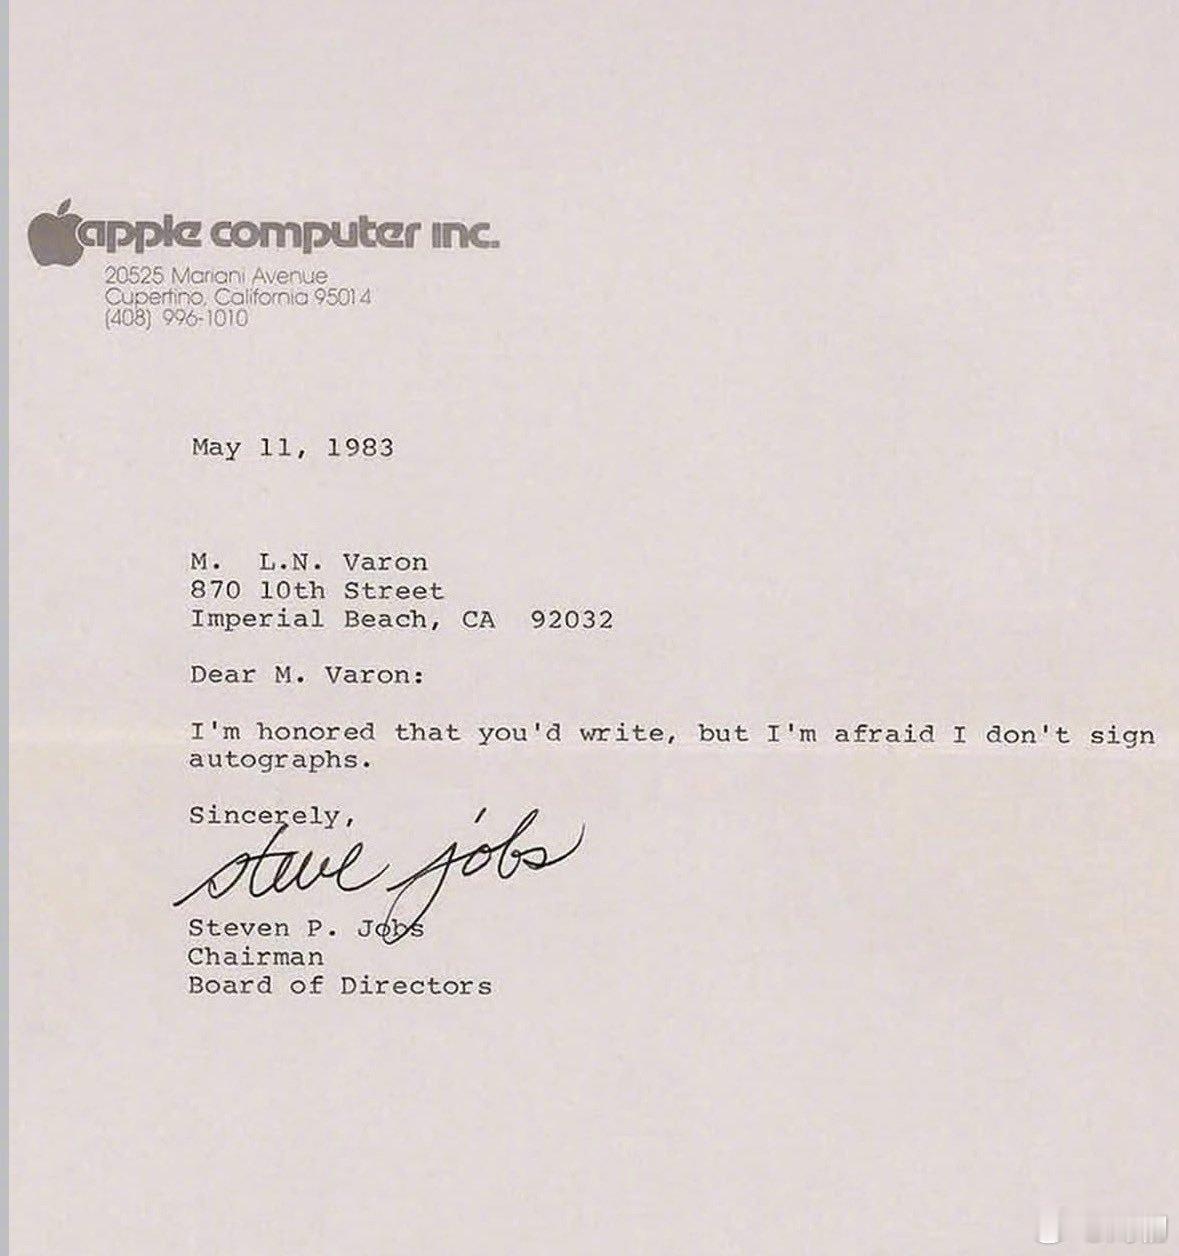 apple computer inc.
20525 Mariani Avenue
Cupertino, California 95014
(408) 996-1010
May 11, 1983
M. L.N. Varon
870 10th Street
Imperial Beach, CA 92032
Dear M. Varon:
I'm honored that you'd write, but I'm afraid I don't sign
autographs.
Sincerely,
steve jobs
Steven P. Jobs
Chairman
Board of Directors